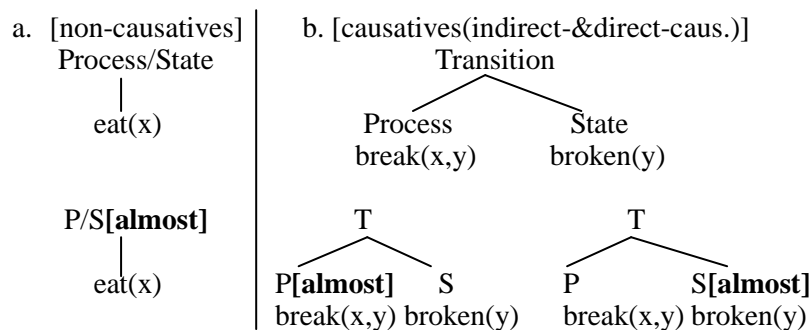 a. [non-causatives] b. [causatives(indirect-&direct-caus.)]
Process/State Transition
eat(x) Process State
break(x,y) broken(y)
P/S[almost] T T
eat(x) P[almost] S P S[almost]
break(x,y) broken(y) break(x,y) broken(y)